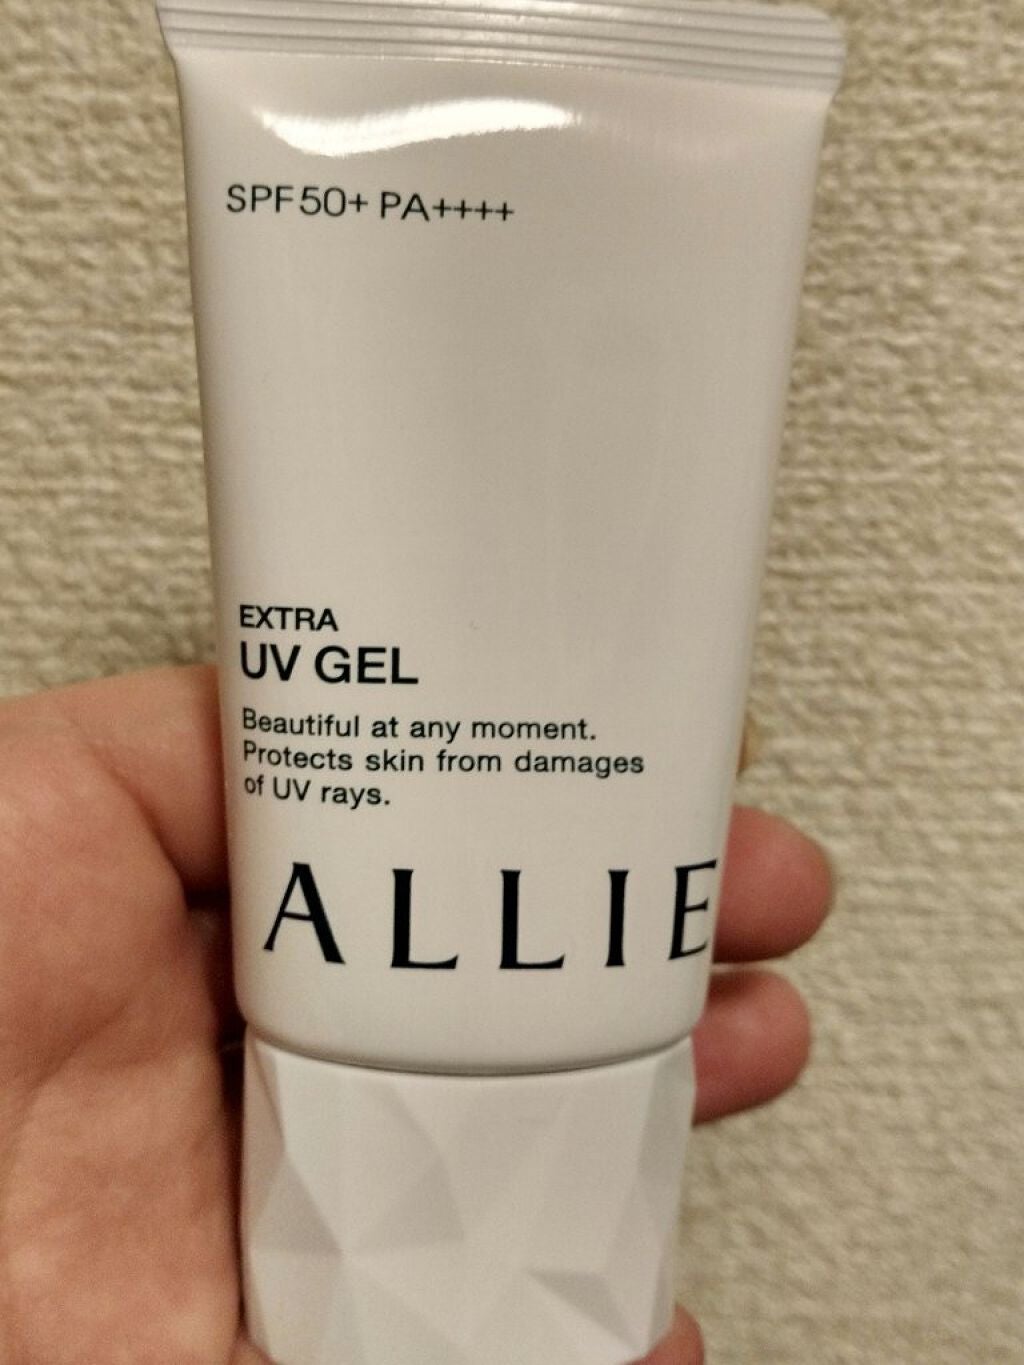 SPF50+ PA++++
EXTRA
UV GEL
Beautiful at any moment.
Protects skin from damages
of UV rays.
ALLIE